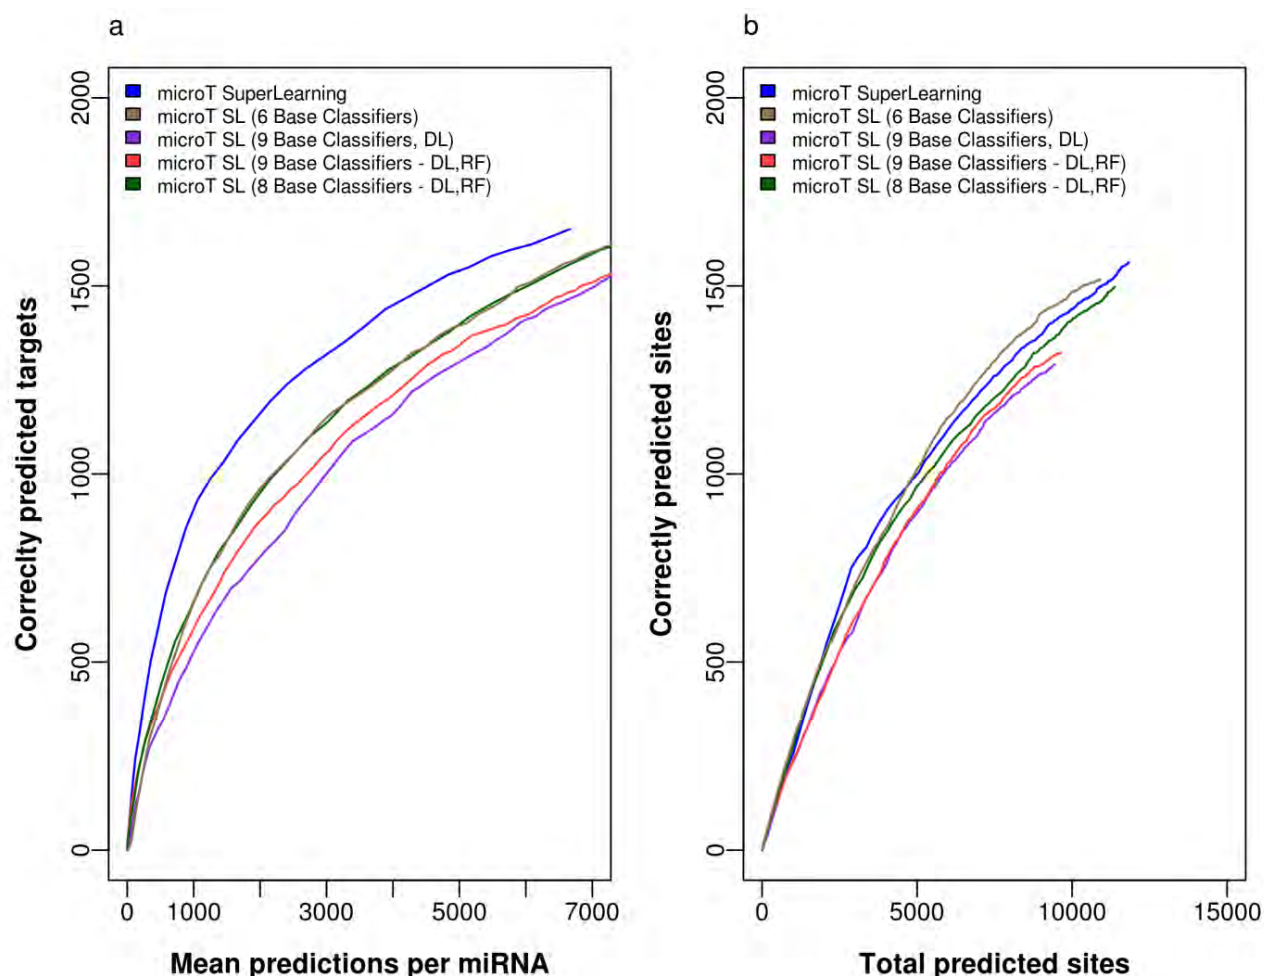 a
2000
1500
1000
500
0
Correclty predicted targets
microT SuperLearning
microT SL (6 Base Classifiers)
microT SL (9 Base Classifiers, DL)
microT SL (9 Base Classifiers - DL,RF)
microT SL (8 Base Classifiers - DL,RF)
0 1000 3000 5000 7000
Mean predictions per miRNA
b
2000
1500
1000
500
0
Correctly predicted sites
microT SuperLearning
microT SL (6 Base Classifiers)
microT SL (9 Base Classifiers, DL)
microT SL (9 Base Classifiers - DL,RF)
microT SL (8 Base Classifiers - DL,RF)
0 5000 10000 15000
Total predicted sites